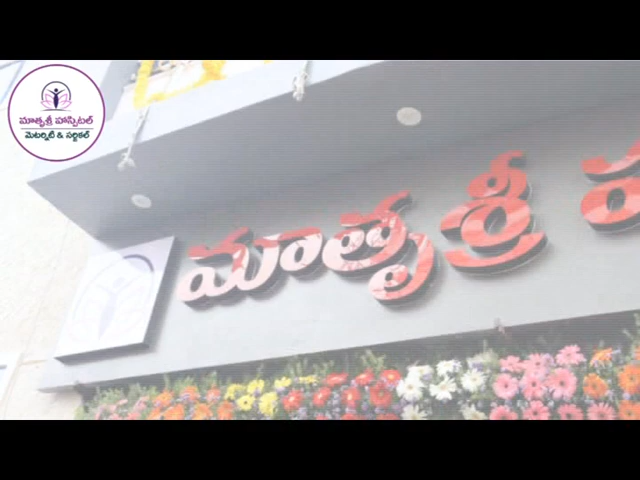 మాతృశ్రీ హాస్పిటల్
మెటర్నిటి & సర్జికల్
మాతృశ్రీ